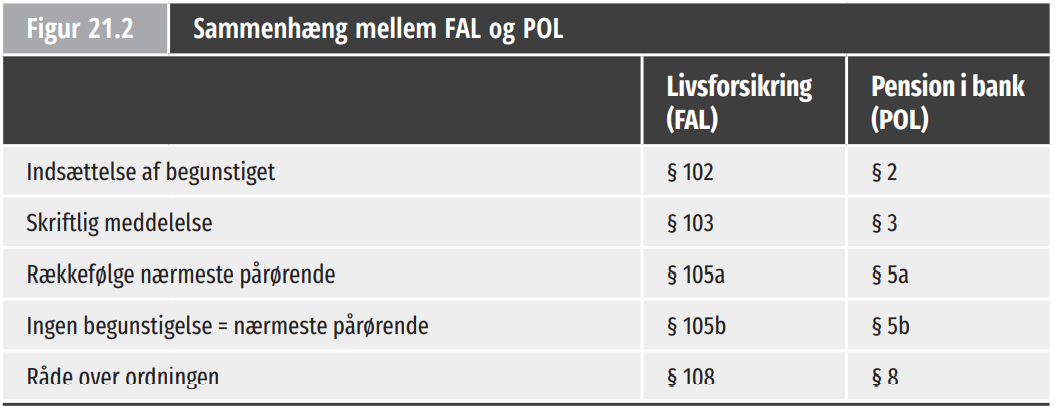 Figur 21.2 Sammenhæng mellem FAL og POL
Livsforsikring (FAL) Pension i bank (POL)
Indsættelse af begunstiget § 102 § 2
Skriftlig meddelelse § 103 § 3
Rækkefølge nærmeste pårørende § 105a § 5a
Ingen begunstigelse = nærmeste pårørende § 105b § 5b
Råde over ordningen § 108 § 8